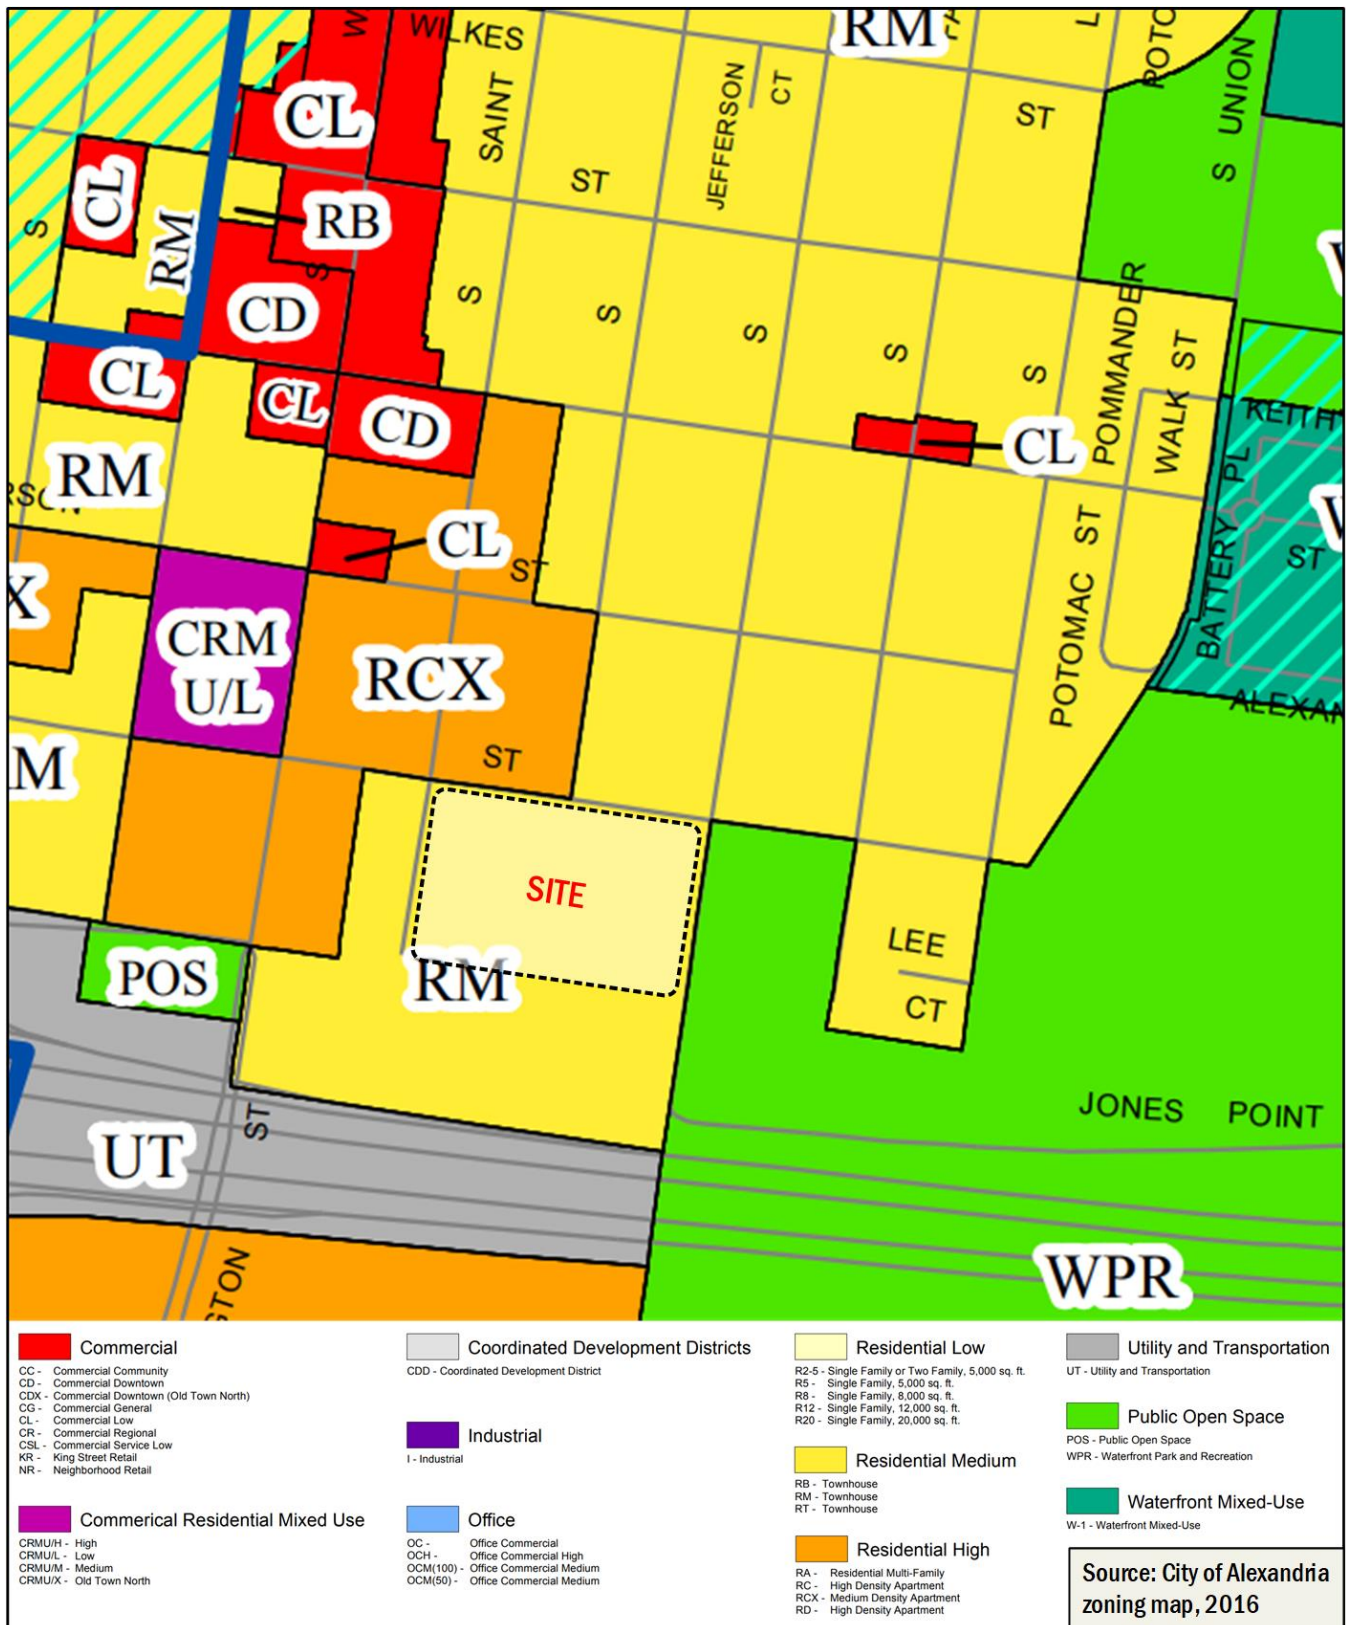 WILKES
RM
POTO
S UNION
CL
SAINT
JEFFERSON
CT
ST
ST
S
CL
RM
RB
S
CD
S
S
S
S
S
POMMANDER
WALK ST
CL
CL
CD
CL
KETTH
RM
BATTERY PL
ST
CL
ST
POTOMAC ST
X
CRM
U/L
RCX
ST
ALEXAN
M
SITE
RM
POS
LEE
CT
JONES POINT
UT
ST
WPR
GTON
Commercial
CC - Commercial Community
CD - Commercial Downtown
CDX - Commercial Downtown (Old Town North)
CG - Commercial General
CL - Commercial Low
CR - Commercial Regional
CSL - Commercial Service Low
KR - King Street Retail
NR - Neighborhood Retail
Commerical Residential Mixed Use
CRMU/H - High
CRMU/L - Low
CRMU/M - Medium
CRMU/X - Old Town North
Coordinated Development Districts
CDD - Coordinated Development District
Industrial
I - Industrial
Office
OC - Office Commercial
OCH - Office Commercial High
OCM(100) - Office Commercial Medium
OCM(50) - Office Commercial Medium
Residential Low
R2-5 - Single Family or Two Family, 5,000 sq. ft.
R5 - Single Family, 5,000 sq. ft.
R8 - Single Family, 8,000 sq. ft.
R12 - Single Family, 12,000 sq. ft.
R20 - Single Family, 20,000 sq. ft.
Residential Medium
RB - Townhouse
RM - Townhouse
RT - Townhouse
Residential High
RA - Residential Multi-Family
RC - High Density Apartment
RCX - Medium Density Apartment
RD - High Density Apartment
Utility and Transportation
UT - Utility and Transportation
Public Open Space
POS - Public Open Space
WPR - Waterfront Park and Recreation
Waterfront Mixed-Use
W-1 - Waterfront Mixed-Use
Source: City of Alexandria
zoning map, 2016